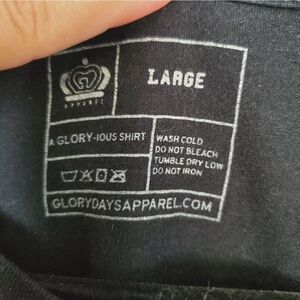 APPAREL
LARGE
A GLORY-IOUS SHIRT
WASH COLD
DO NOT BLEACH
TUMBLE DRY LOW
DO NOT IRON
GLORYDAYSAPPAREL.COM